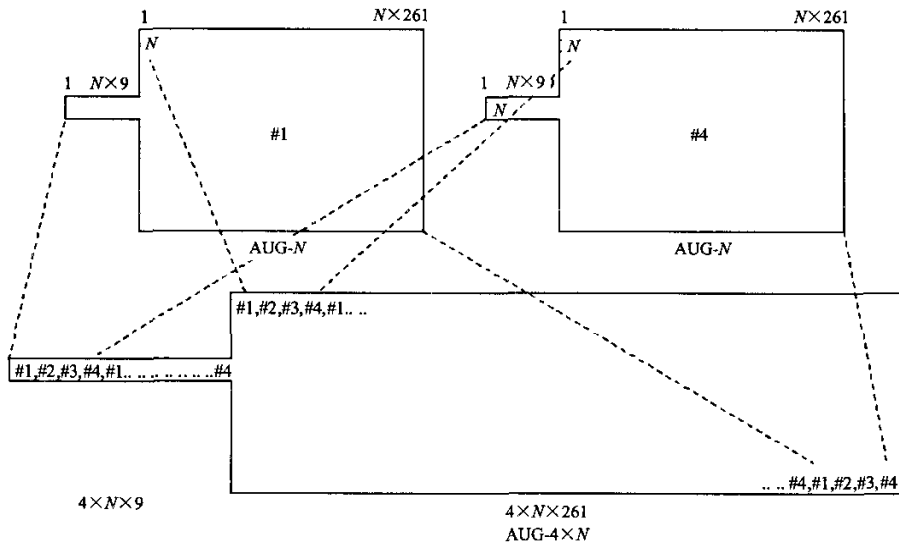 1 N×261 1 N×261
N N
1 N×9 1 N×9
N
#1 #4
AUG-N AUG-N
#1,#2,#3,#4,#1.. ..
#1,#2,#3,#4,#1.. .. .. .. .. .. ..#4
.. .. #4,#1,#2,#3,#4
4×N×9 4×N×261
AUG-4×N